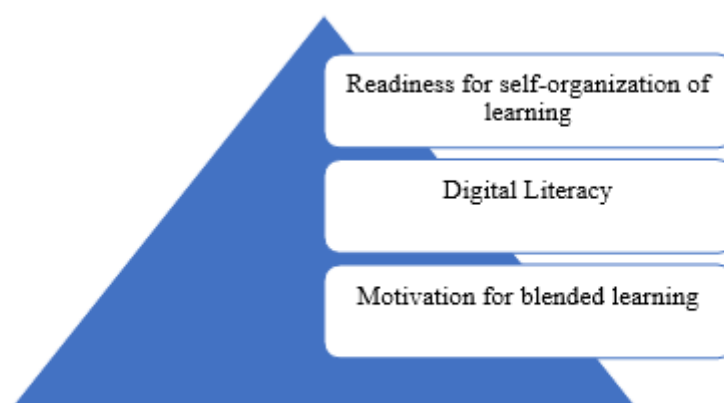 Readiness for self-organization of
learning
Digital Literacy
Motivation for blended learning